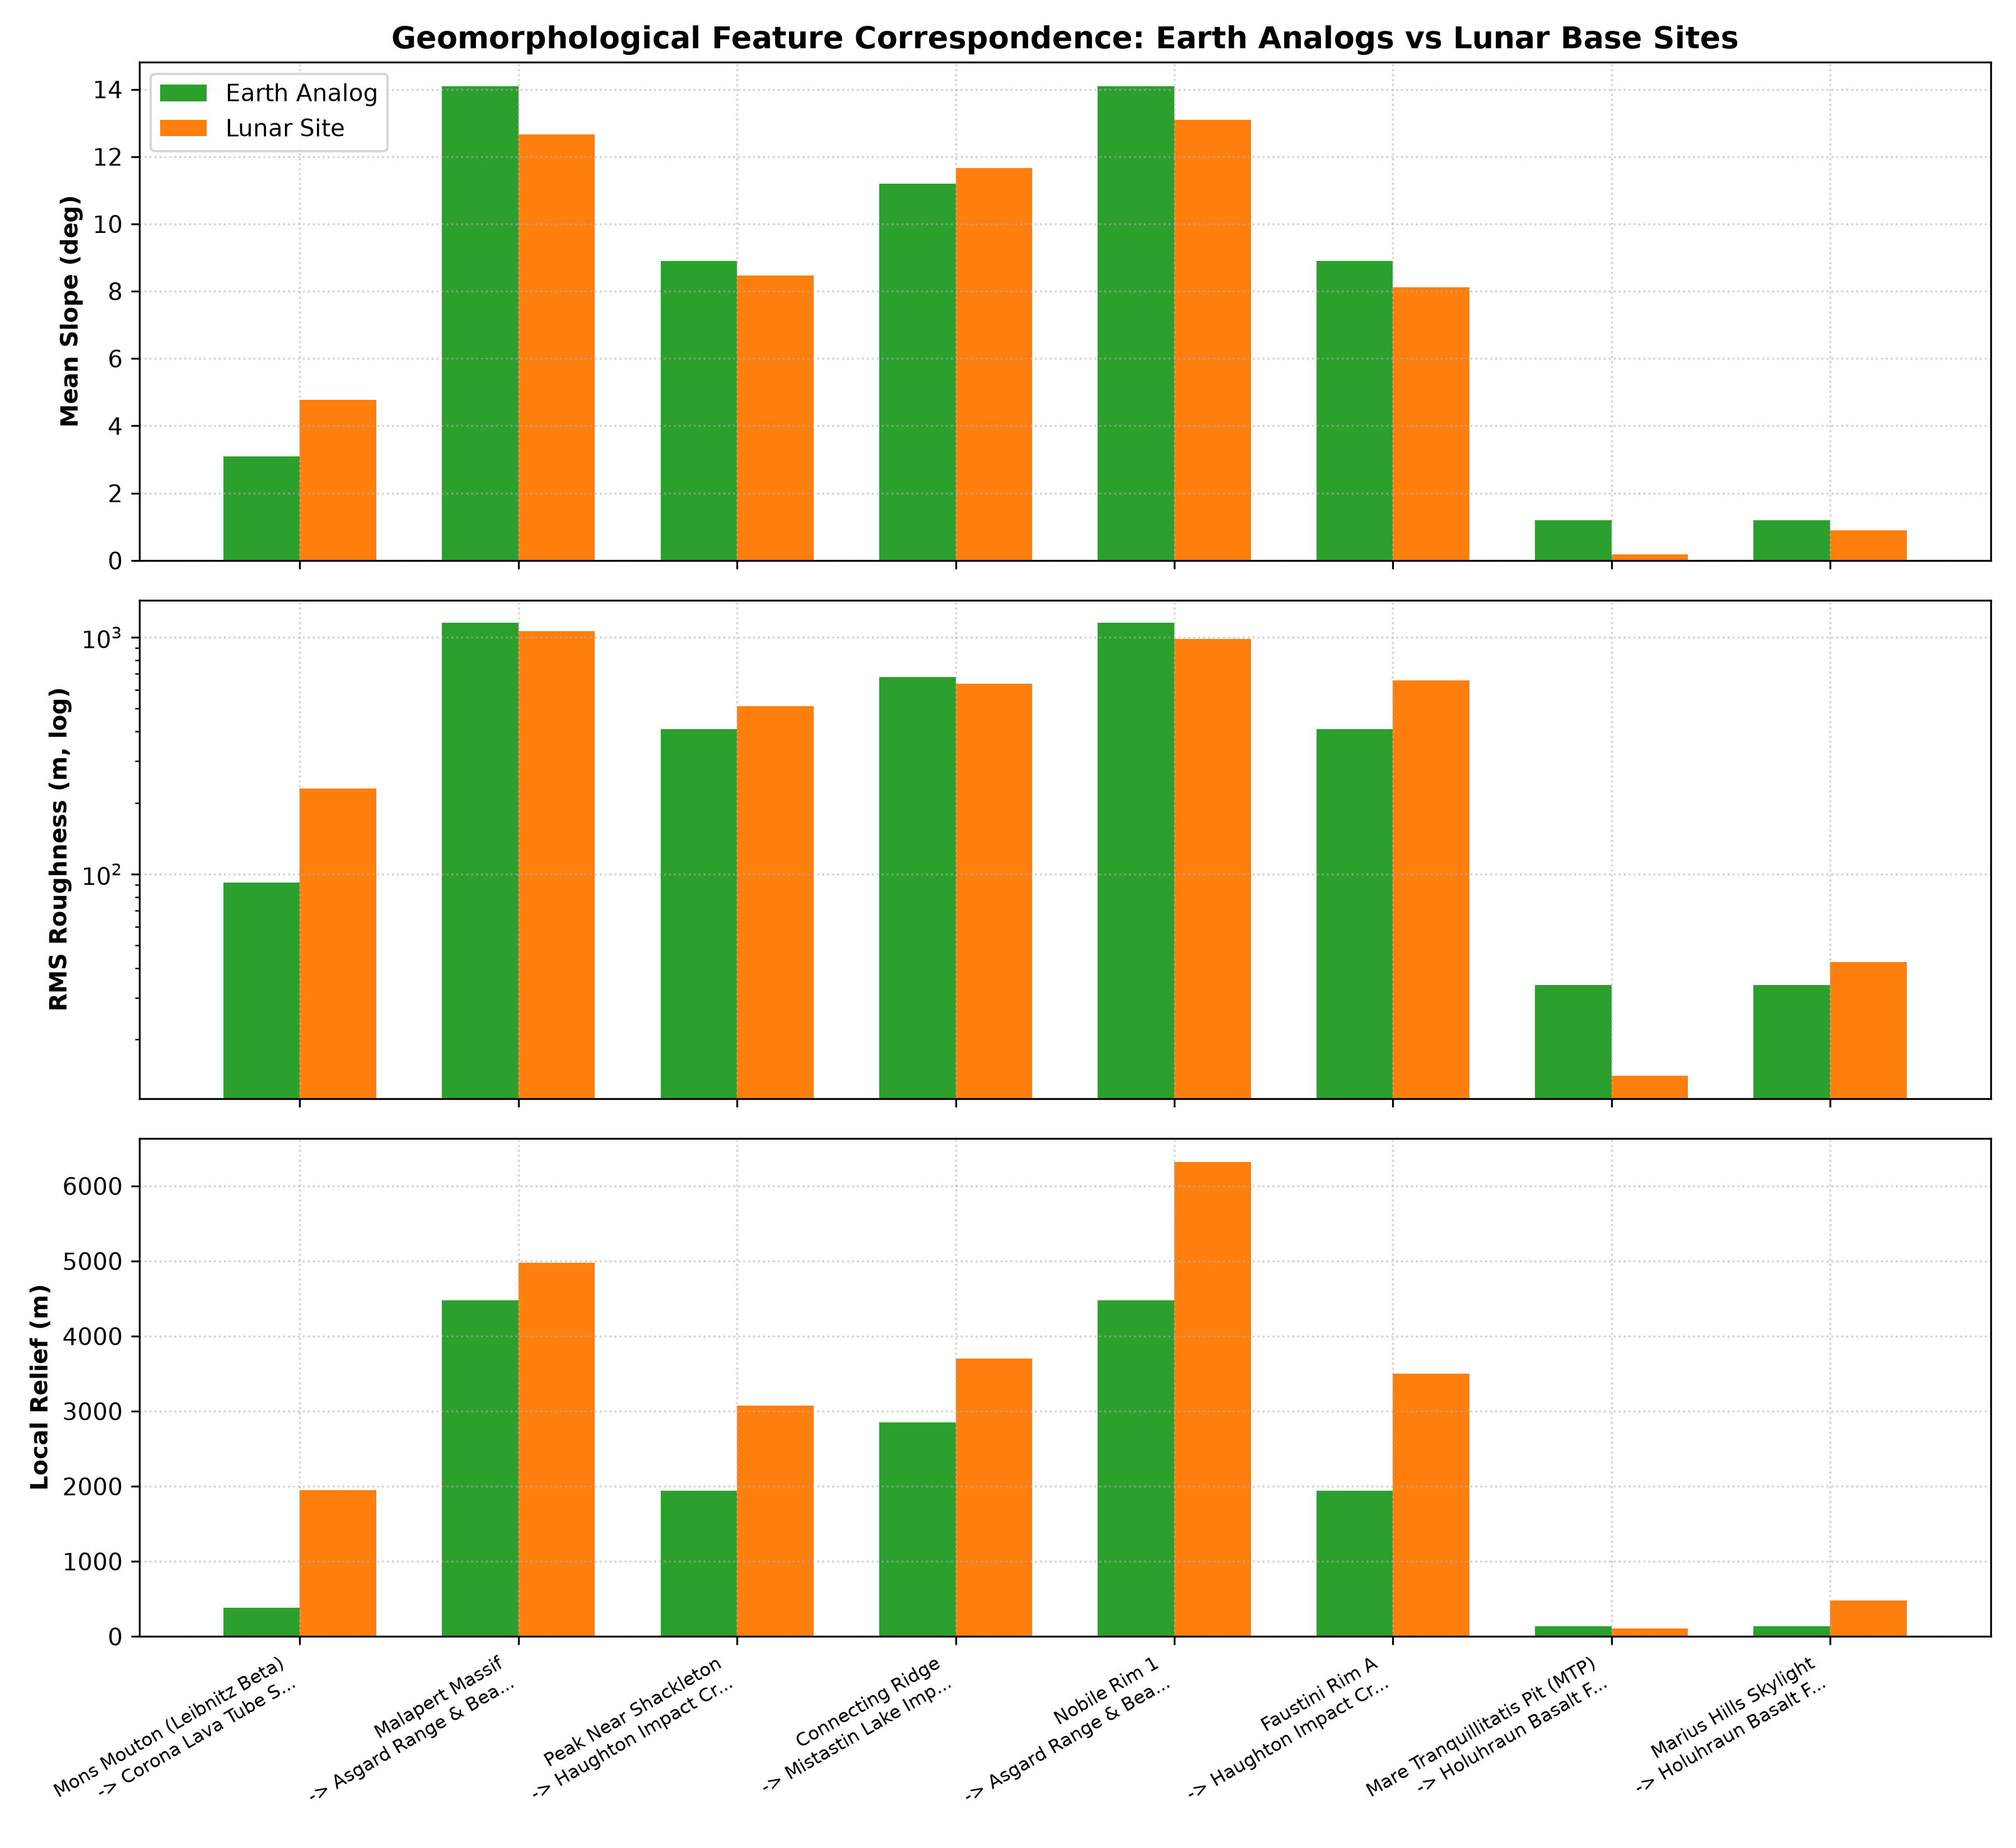 Geomorphological Feature Correspondence: Earth Analogs vs Lunar Base Sites
Earth Analog
Lunar Site
Mean Slope (deg)
14
12
10
8
6
4
2
0
RMS Roughness (m, log)
10³
10²
Local Relief (m)
6000
5000
4000
3000
2000
1000
0
Mons Mouton (Leibnitz Beta)
-> Corona Lava Tube S...
Malapert Massif
-> Asgard Range & Bea...
Peak Near Shackleton
-> Haughton Impact Cr...
Connecting Ridge
-> Mistastin Lake Imp...
Nobile Rim 1
-> Asgard Range & Bea...
Faustini Rim A
-> Haughton Impact Cr...
Mare Tranquillitatis Pit (MTP)
-> Holuhraun Basalt F...
Marius Hills Skylight
-> Holuhraun Basalt F...